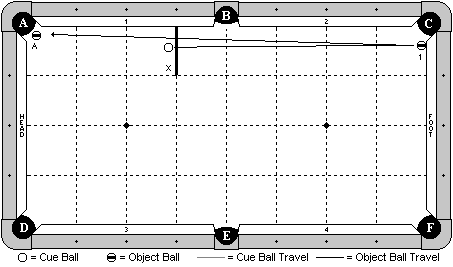 A B C
1 2
A 1
X
HEAD FOOT
3 4
D E F
= Cue Ball = Object Ball = Cue Ball Travel = Object Ball Travel